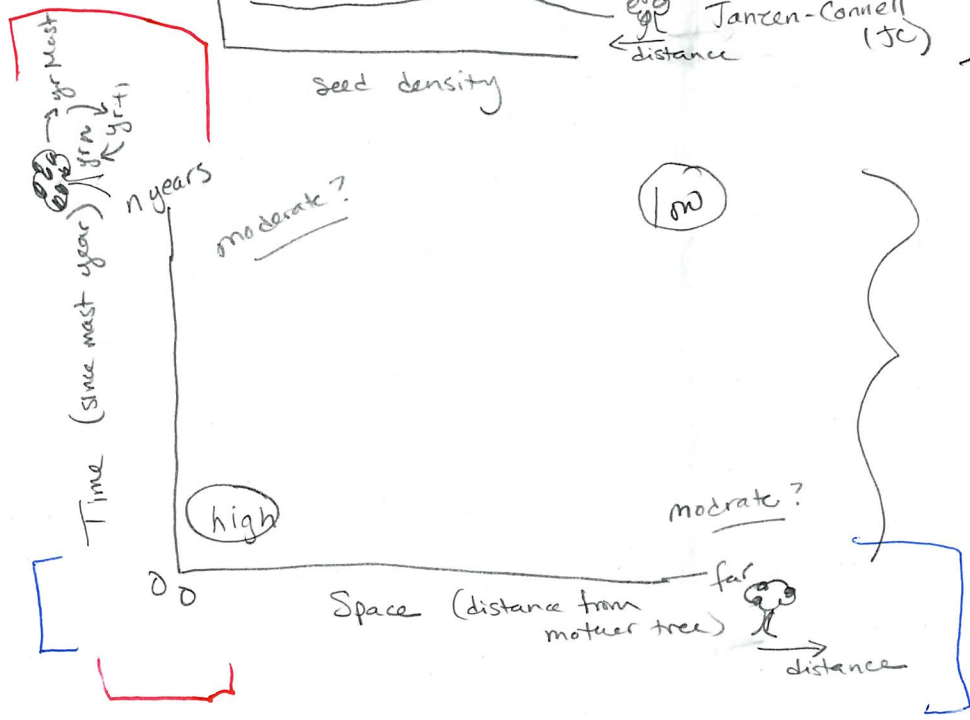 Janzen-Connell
(JC)
distance
seed density
yr Mast
yr n
yr+1
n years
moderate?
low
Time (since mast year)
high
modrate?
0
0
far
Space (distance from
mother tree)
distance